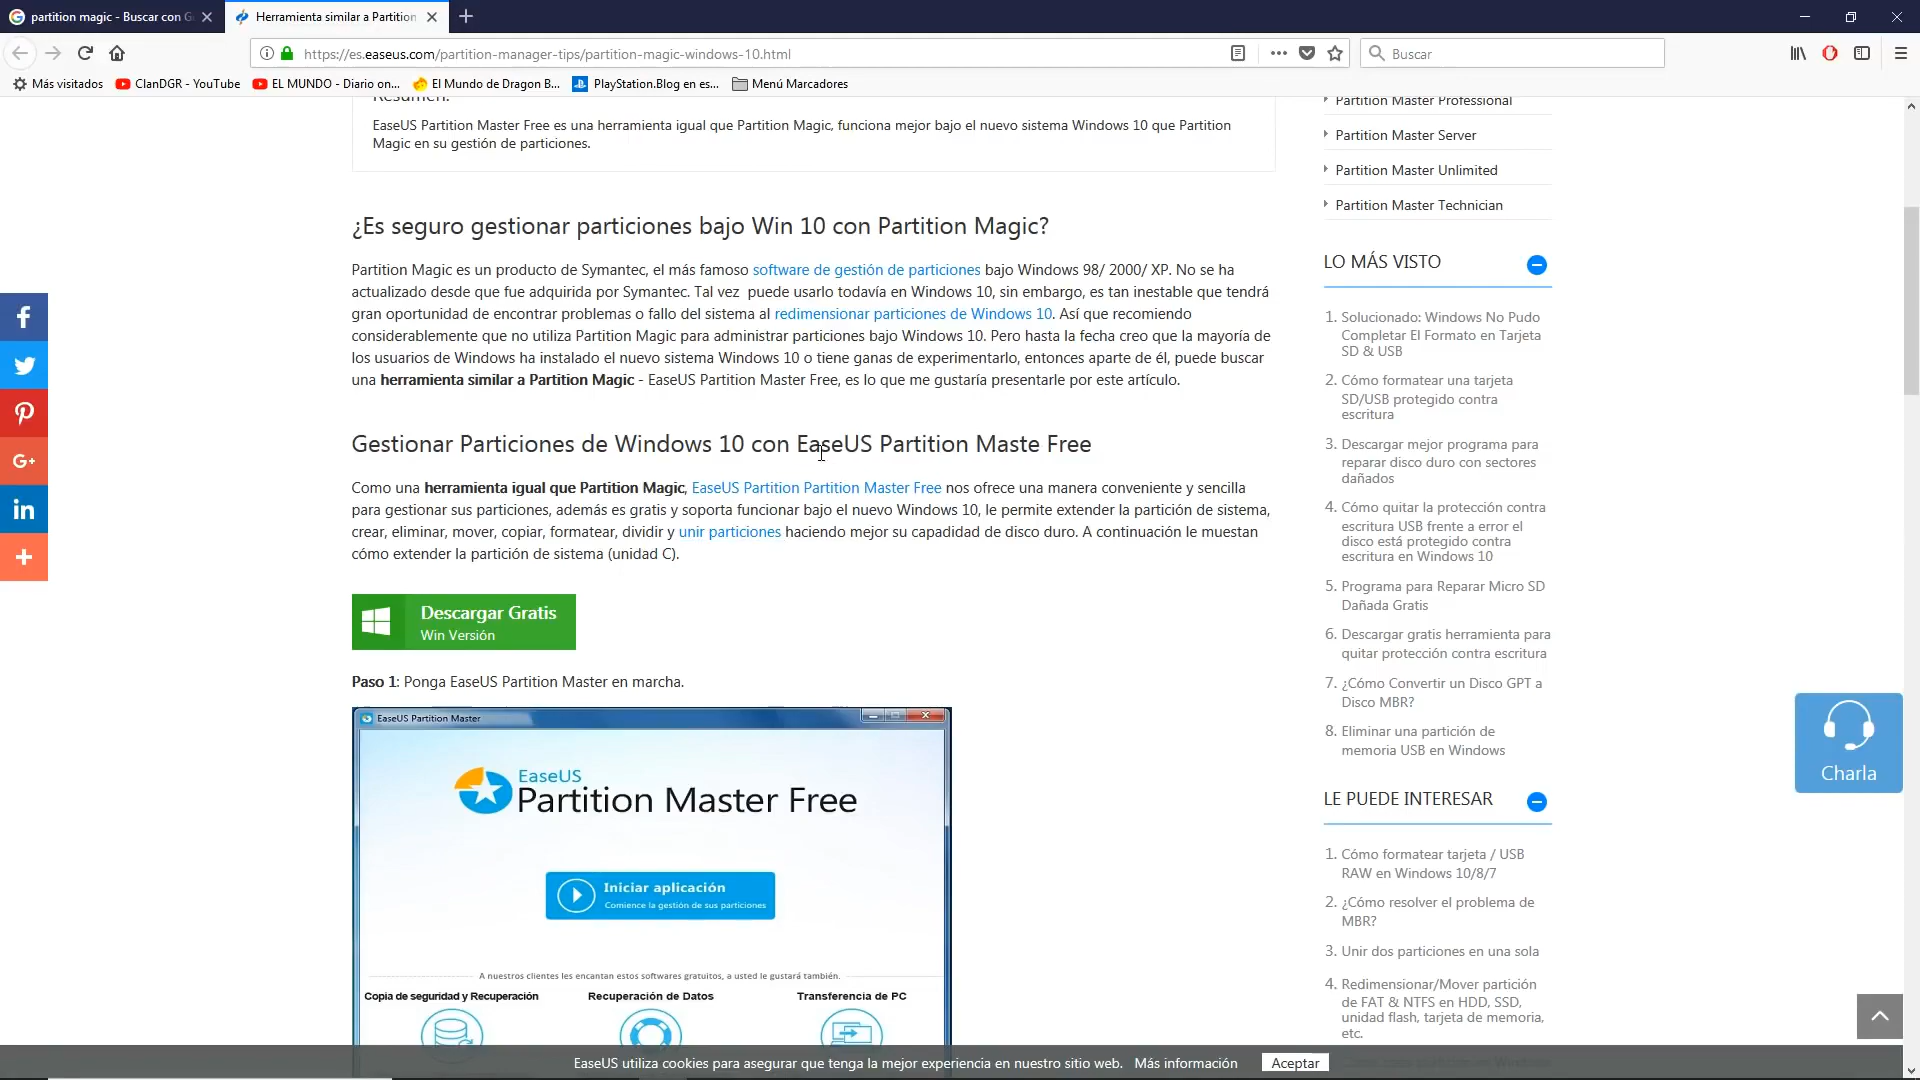 partition magic - Buscar con G
Herramienta similar a Partition
https://es.easeus.com/partition-manager-tips/partition-magic-windows-10.html
Buscar
Más visitados
ClanDGR - YouTube
EL MUNDO - Diario on...
El Mundo de Dragon B...
PlayStation.Blog en es...
Menú Marcadores
Resumen:
EaseUS Partition Master Free es una herramienta igual que Partition Magic, funciona mejor bajo el nuevo sistema Windows 10 que Partition
Magic en su gestión de particiones.
¿Es seguro gestionar particiones bajo Win 10 con Partition Magic?
Partition Magic es un producto de Symantec, el más famoso software de gestión de particiones bajo Windows 98/ 2000/ XP. No se ha
actualizado desde que fue adquirida por Symantec. Tal vez puede usarlo todavía en Windows 10, sin embargo, es tan inestable que tendrá
gran oportunidad de encontrar problemas o fallo del sistema al redimensionar particiones de Windows 10. Así que recomiendo
considerablemente que no utiliza Partition Magic para administrar particiones bajo Windows 10. Pero hasta la fecha creo que la mayoría de
los usuarios de Windows ha instalado el nuevo sistema Windows 10 o tiene ganas de experimentarlo, entonces aparte de él, puede buscar
una herramienta similar a Partition Magic - EaseUS Partition Master Free, es lo que me gustaría presentarle por este artículo.
Gestionar Particiones de Windows 10 con EaseUS Partition Maste Free
Como una herramienta igual que Partition Magic, EaseUS Partition Partition Master Free nos ofrece una manera conveniente y sencilla
para gestionar sus particiones, además es gratis y soporta funcionar bajo el nuevo Windows 10, le permite extender la partición de sistema,
crear, eliminar, mover, copiar, formatear, dividir y unir particiones haciendo mejor su capadidad de disco duro. A continuación le muestan
cómo extender la partición de sistema (unidad C).
Descargar Gratis
Win Versión
Paso 1: Ponga EaseUS Partition Master en marcha.
EaseUS Partition Master
EaseUS
Partition Master Free
Iniciar aplicación
Comience la gestión de sus particiones
A nuestros clientes les encantan estos softwares gratuitos, a usted le gustará también.
Copia de seguridad y Recuperación
Recuperación de Datos
Transferencia de PC
Partition Master Professional
Partition Master Server
Partition Master Unlimited
Partition Master Technician
LO MÁS VISTO
1. Solucionado: Windows No Pudo
Completar El Formato en Tarjeta
SD & USB
2. Cómo formatear una tarjeta
SD/USB protegido contra
escritura
3. Descargar mejor programa para
reparar disco duro con sectores
dañados
4. Cómo quitar la protección contra
escritura USB frente a error el
disco está protegido contra
escritura en Windows 10
5. Programa para Reparar Micro SD
Dañada Gratis
6. Descargar gratis herramienta para
quitar protección contra escritura
7. ¿Cómo Convertir un Disco GPT a
Disco MBR?
8. Eliminar una partición de
memoria USB en Windows
LE PUEDE INTERESAR
1. Cómo formatear tarjeta / USB
RAW en Windows 10/8/7
2. ¿Cómo resolver el problema de
MBR?
3. Unir dos particiones en una sola
4. Redimensionar/Mover partición
de FAT & NTFS en HDD, SSD,
unidad flash, tarjeta de memoria,
etc.
Charla
EaseUS utiliza cookies para asegurar que tenga la mejor experiencia en nuestro sitio web. Más información
Aceptar